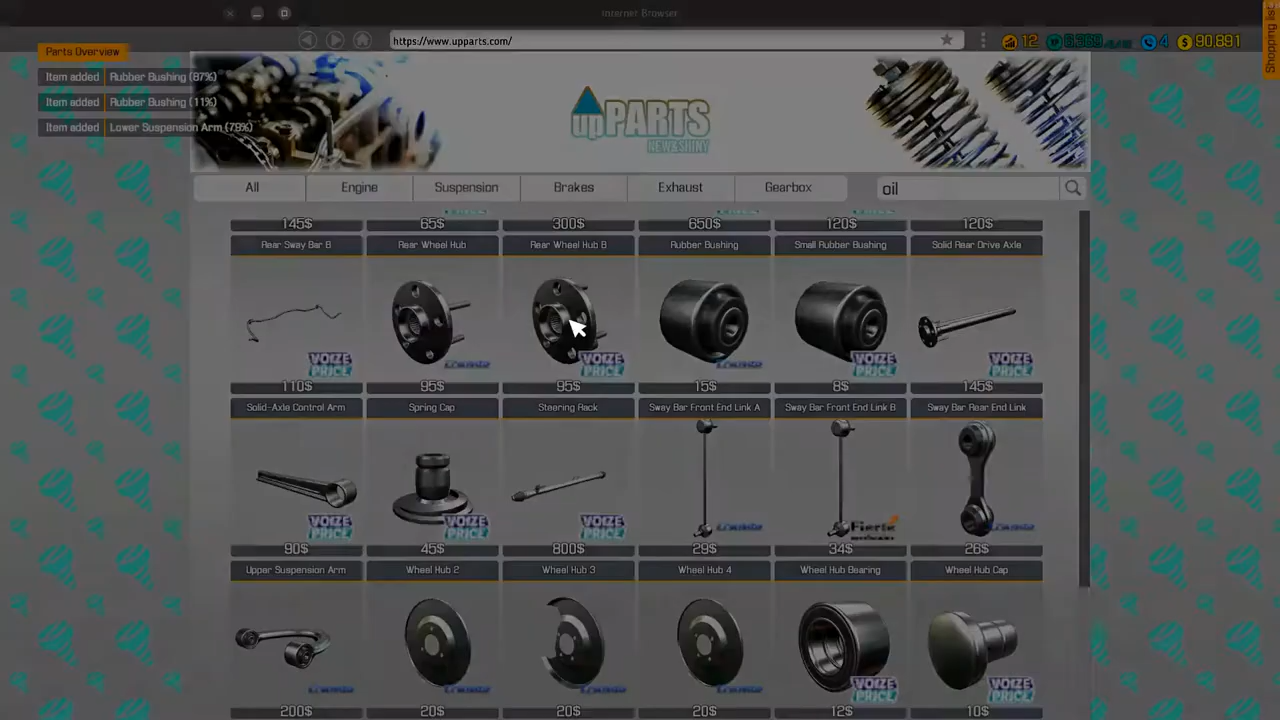 Internet Browser
https://www.upparts.com/
12
4
90,891
Shopping list
Parts Overview
Item added Rubber Bushing (87%)
Item added Rubber Bushing (11%)
Item added Lower Suspension Arm (79%)
upPARTS
NEW&SHINY
All Engine Suspension Brakes Exhaust Gearbox oil
145$ 65$ 300$ 650$ 120$ 120$
Rear Sway Bar B Rear Wheel Hub Rear Wheel Hub B Rubber Bushing Small Rubber Bushing Solid Rear Drive Axle
VOIZE PRICE VOIZE PRICE VOIZE PRICE VOIZE PRICE
110$ 95$ 95$ 15$ 8$ 145$
Solid-Axle Control Arm Spring Cap Steering Rack Sway Bar Front End Link A Sway Bar Front End Link B Sway Bar Rear End Link
VOIZE PRICE VOIZE PRICE VOIZE PRICE Fierte
90$ 45$ 800$ 29$ 34$ 26$
Upper Suspension Arm Wheel Hub 2 Wheel Hub 3 Wheel Hub 4 Wheel Hub Bearing Wheel Hub Cap
VOIZE PRICE VOIZE PRICE
200$ 20$ 20$ 20$ 12$ 10$